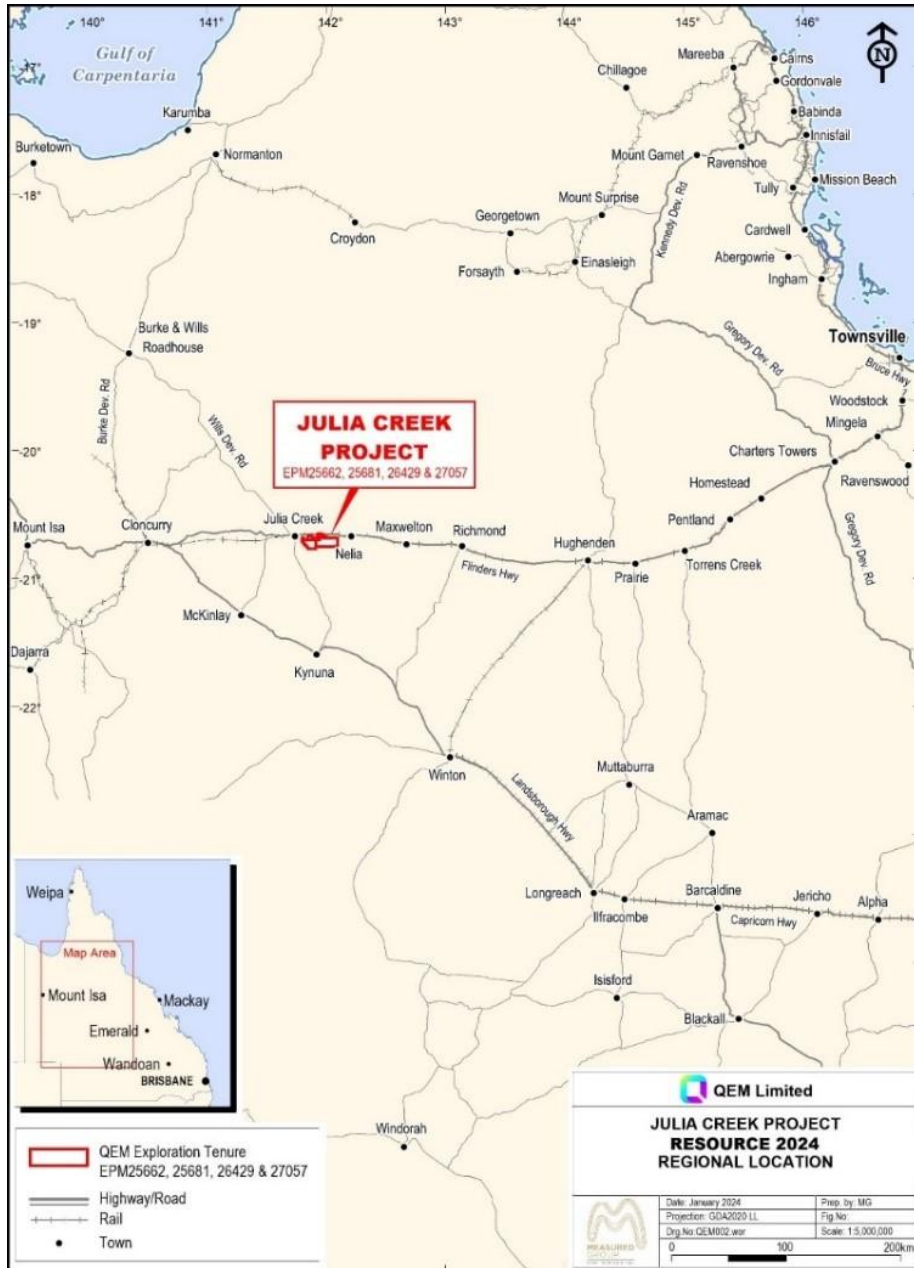 140°
141°
142°
143°
144°
145°
146°
Gulf of
Carpentaria
N
-17°
Mareeba
Cairns
Chillagoe
Gordonvale
Karumba
Babinda
Innisfail
Burketown
Normanton
Mount Garnet
Ravenshoe
Mission Beach
Tully
-18°
Mount Surprise
Kennedy Dev. Rd
Georgetown
Croydon
Cardwell
Forsayth
Einasleigh
Abergowrie
Ingham
-19°
Burke & Wills
Roadhouse
Gregory Dev. Rd
Townsville
Bruce Hwy
Burke Dev. Rd
Wills Dev. Rd
Woodstock
JULIA CREEK
PROJECT
EPM25662, 25681, 26429 & 27057
Mingela
-20°
Charters Towers
Homestead
Ravenswood
Pentland
Mount Isa
Cloncurry
Julia Creek
Maxwelton
Richmond
Nelia
Hughenden
Flinders Hwy
Prairie
Torrens Creek
Gregory Dev. Rd
-21°
McKinlay
Dajarra
Kynuna
-22°
Winton
Muttaburra
Landsborough Hwy
Aramac
Longreach
Ilfracombe
Barcaldine
Jericho
Alpha
Capricorn Hwy
Isisford
Blackall
Windorah
Weipa
Map Area
Mount Isa
Mackay
Emerald
Wandoan
BRISBANE
QEM Exploration Tenure
EPM25662, 25681, 26429 & 27057
Highway/Road
Rail
Town
QEM Limited
JULIA CREEK PROJECT
RESOURCE 2024
REGIONAL LOCATION
MEASURED
GROUP
Date: January 2024
Prep. by: MG
Projection: GDA2020 LL
Fig.No:
Drg.No:QEM002.wor
Scale: 1:5,000,000
0
100
200km